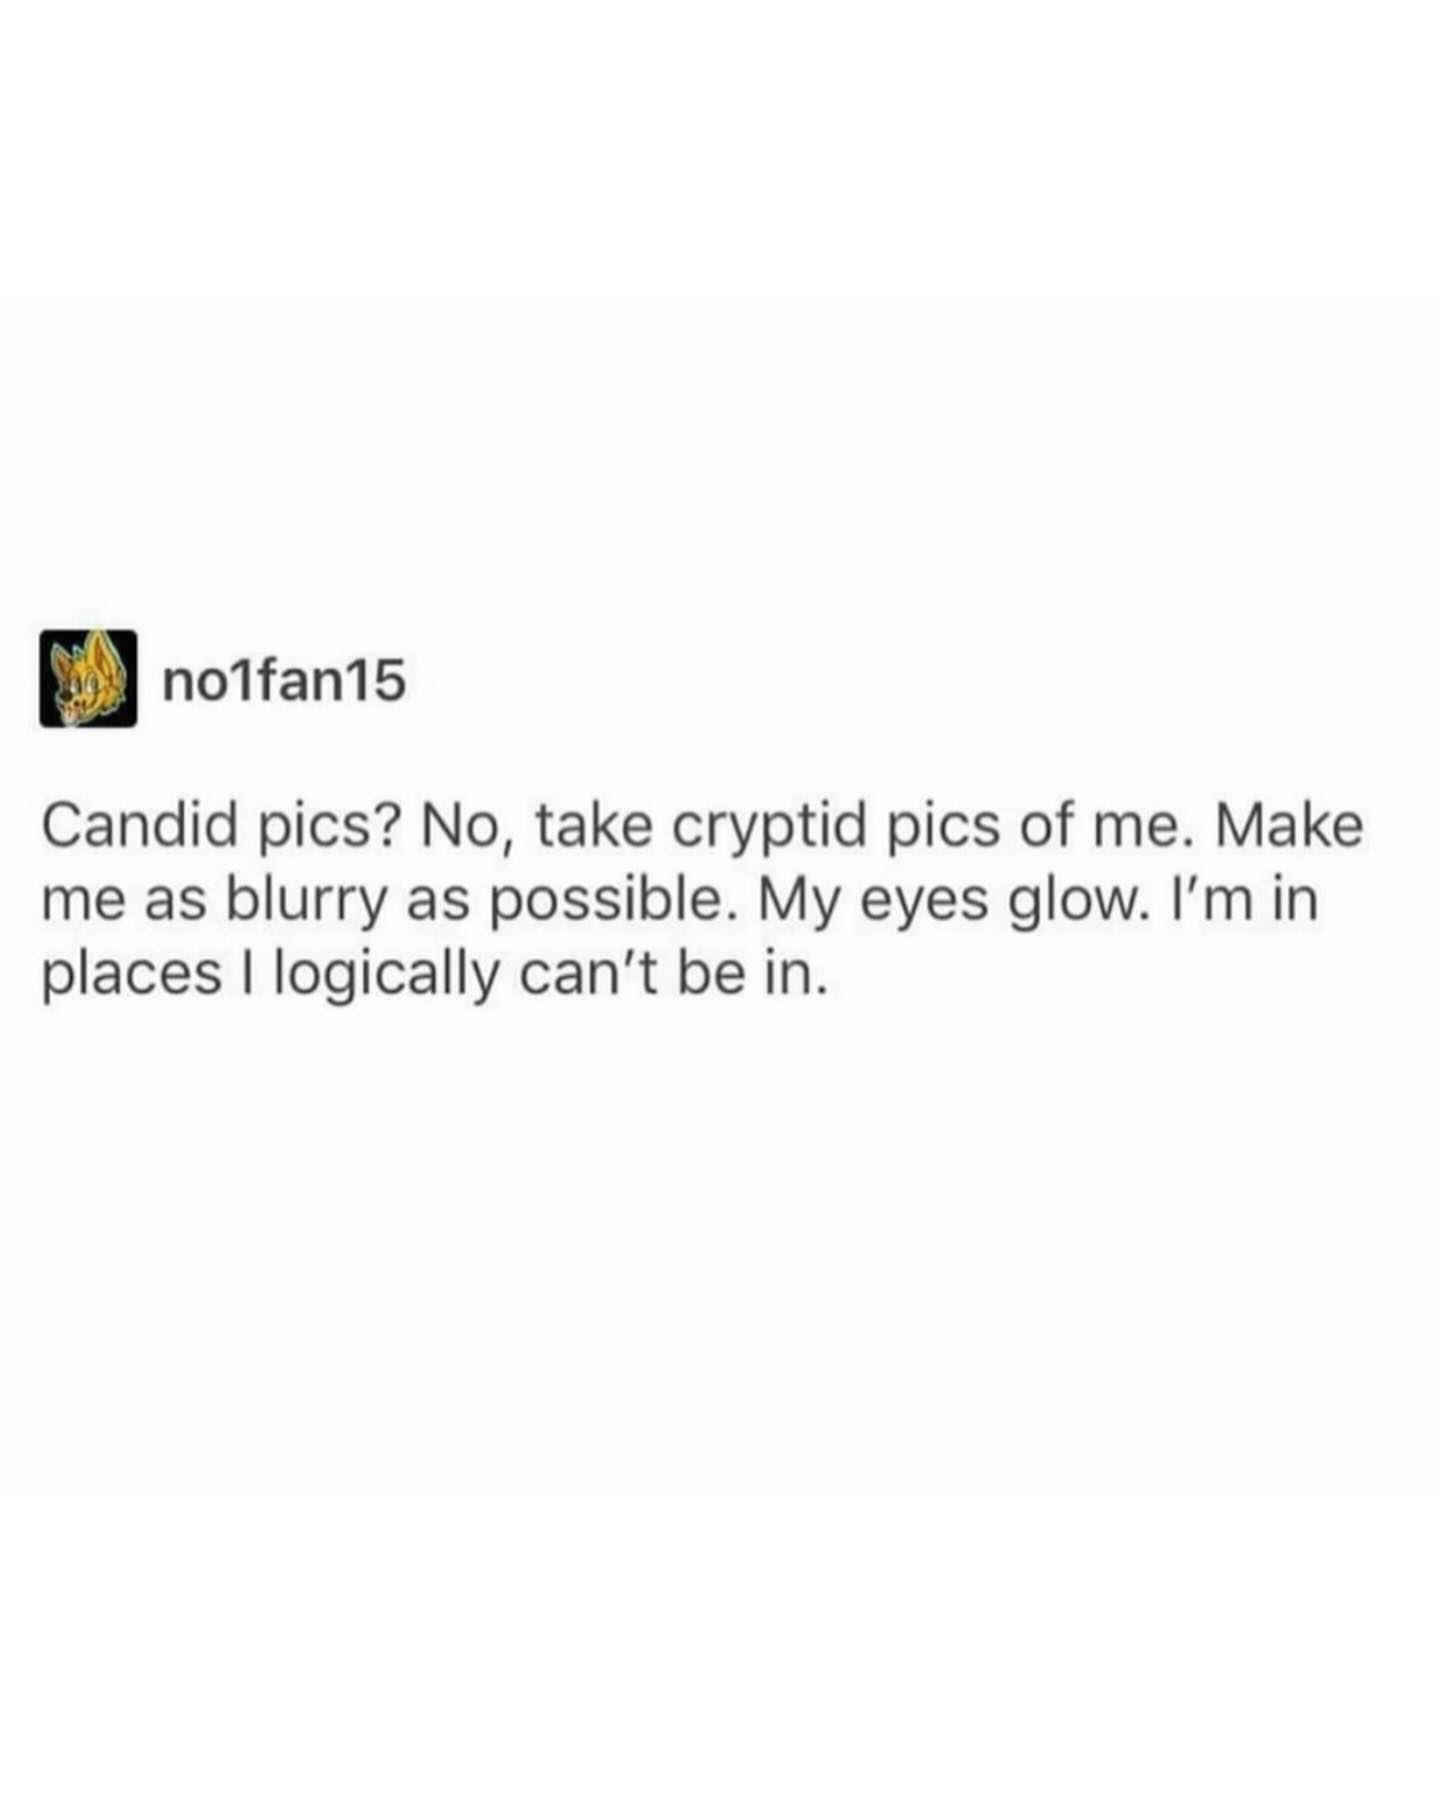 no1fan15
Candid pics? No, take cryptid pics of me. Make
me as blurry as possible. My eyes glow. I’m in
places I logically can’t be in.